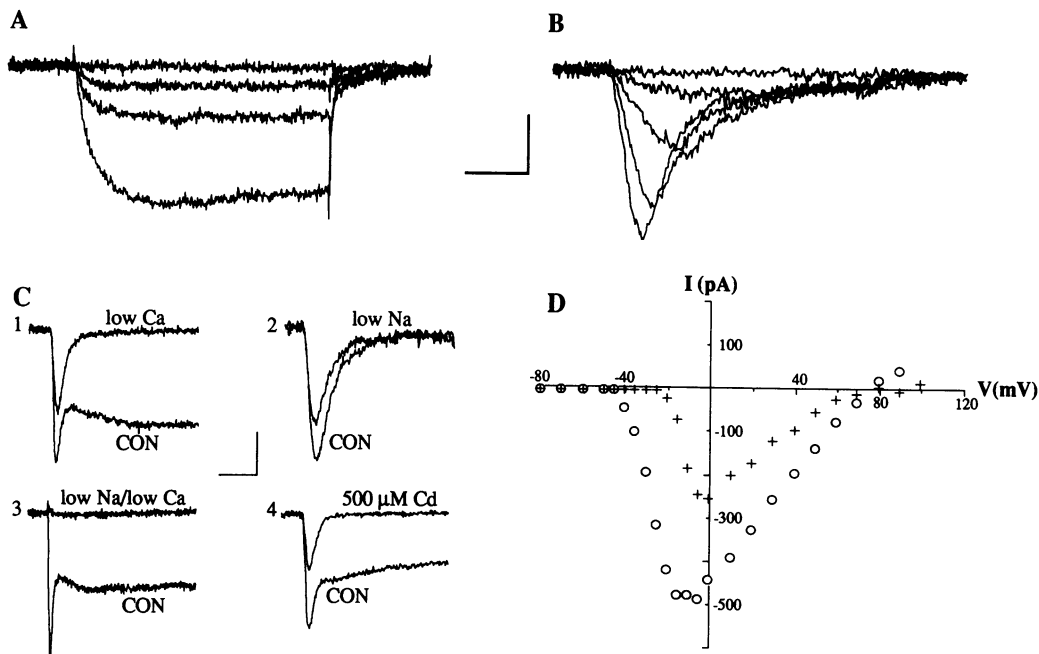 A
B
C
1
low Ca
CON
2
low Na
CON
3
low Na/low Ca
CON
4
500 µM Cd
CON
D
I (pA)
100
-80
-40
40
80
120
V(mV)
-100
-300
-500